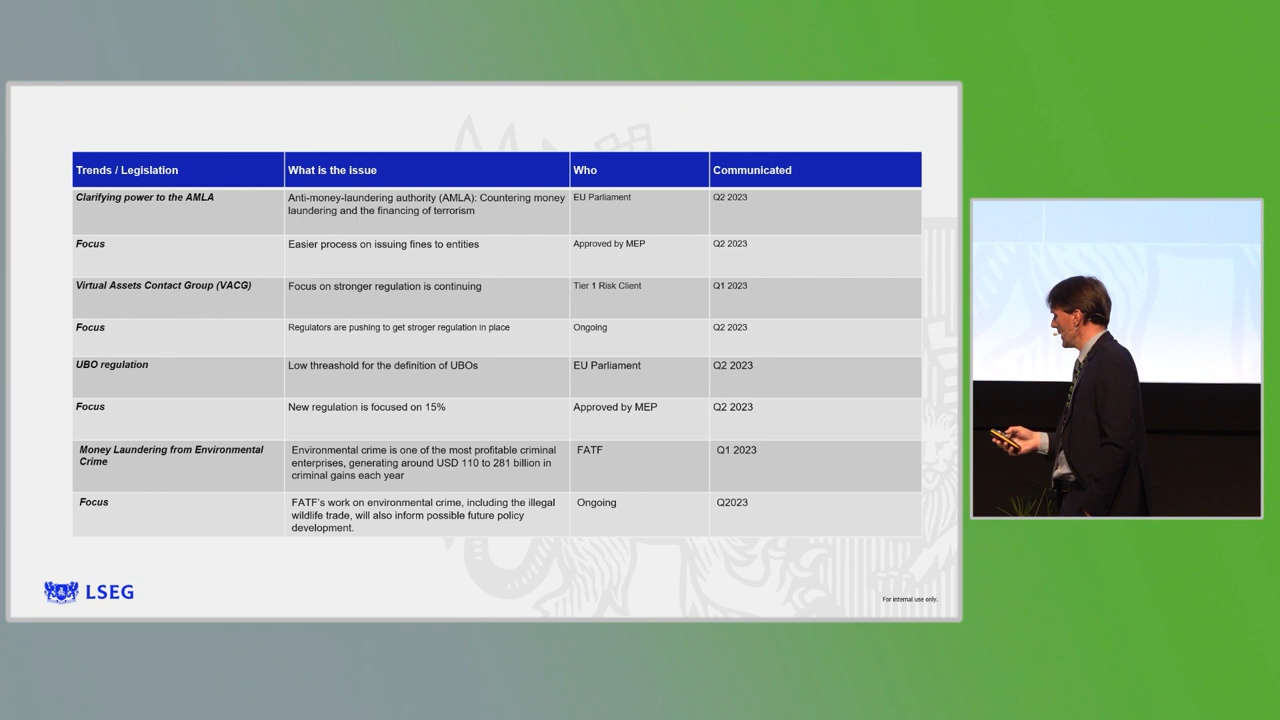 Trends / Legislation
What is the issue
Who
Communicated
Clarifying power to the AMLA
Anti-money-laundering authority (AMLA): Countering money
laundering and the financing of terrorism
EU Parliament
Q2 2023
Focus
Easier process on issuing fines to entities
Approved by MEP
Q2 2023
Virtual Assets Contact Group (VACG)
Focus on stronger regulation is continuing
Tier 1 Risk Client
Q1 2023
Focus
Regulators are pushing to get stroger regulation in place
Ongoing
Q2 2023
UBO regulation
Low threashold for the definition of UBOs
EU Parliament
Q2 2023
Focus
New regulation is focused on 15%
Approved by MEP
Q2 2023
Money Laundering from Environmental
Crime
Environmental crime is one of the most profitable criminal
enterprises, generating around USD 110 to 281 billion in
criminal gains each year
FATF
Q1 2023
Focus
FATF's work on environmental crime, including the illegal
wildlife trade, will also inform possible future policy
development.
Ongoing
Q2023
LSEG
For internal use only.